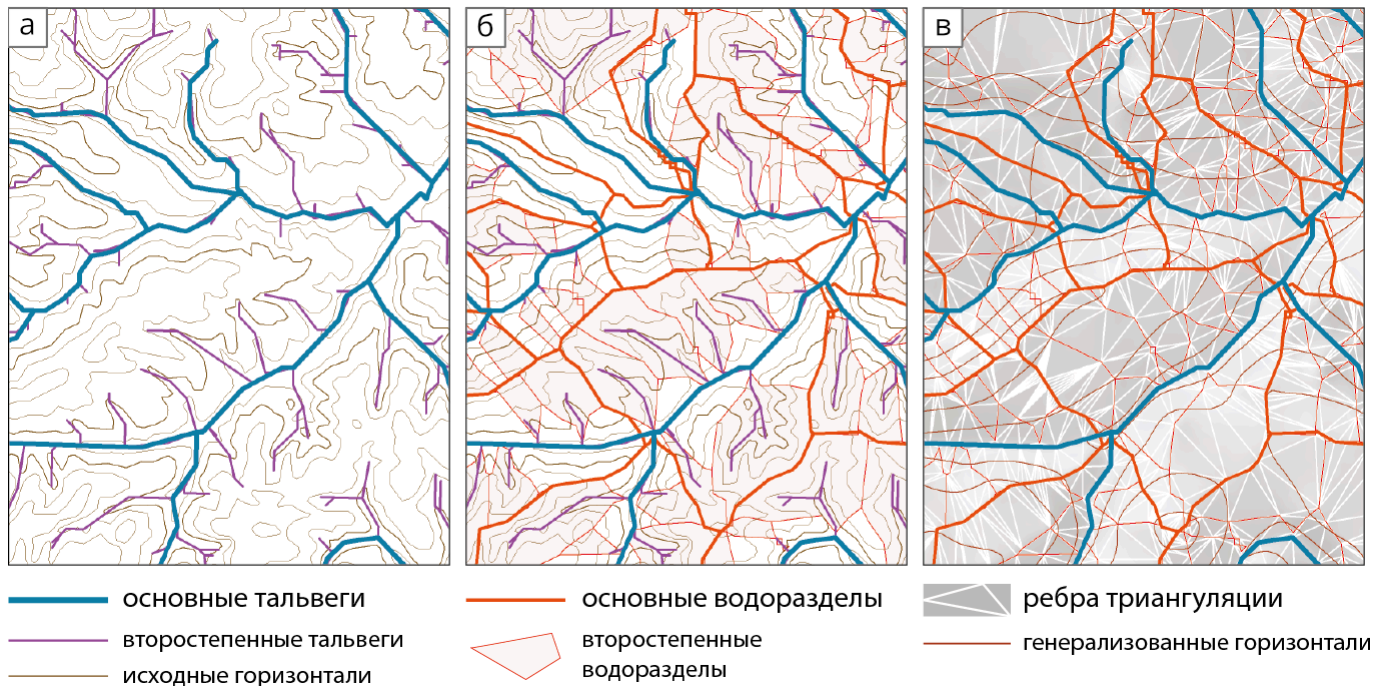 а
б
в
основные тальвеги
второстепенные тальвеги
исходные горизонтали
основные водоразделы
второстепенные
водоразделы
ребра триангуляции
генерализованные горизонтали